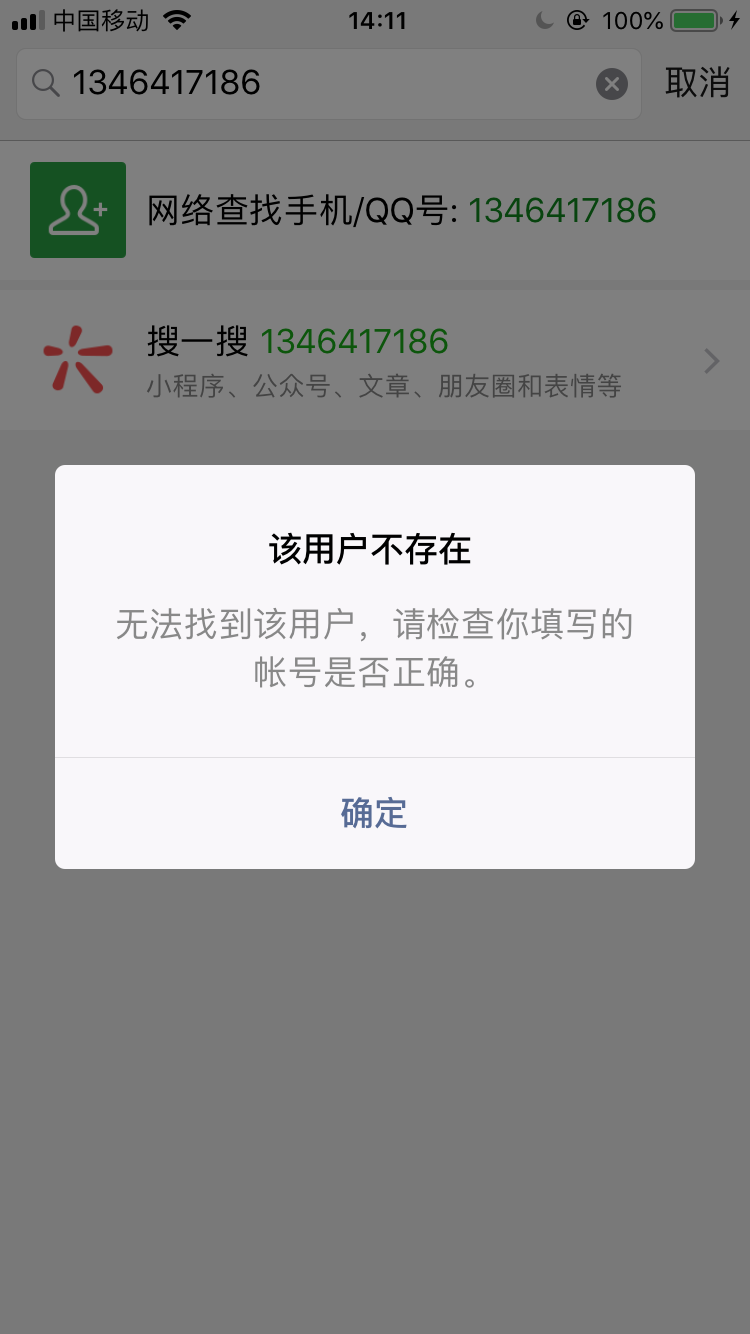 中国移动 14:11 100%
1346417186 取消
网络查找手机/QQ号: 1346417186
搜一搜 1346417186
小程序、公众号、文章、朋友圈和表情等
该用户不存在
无法找到该用户，请检查你填写的
帐号是否正确。
确定